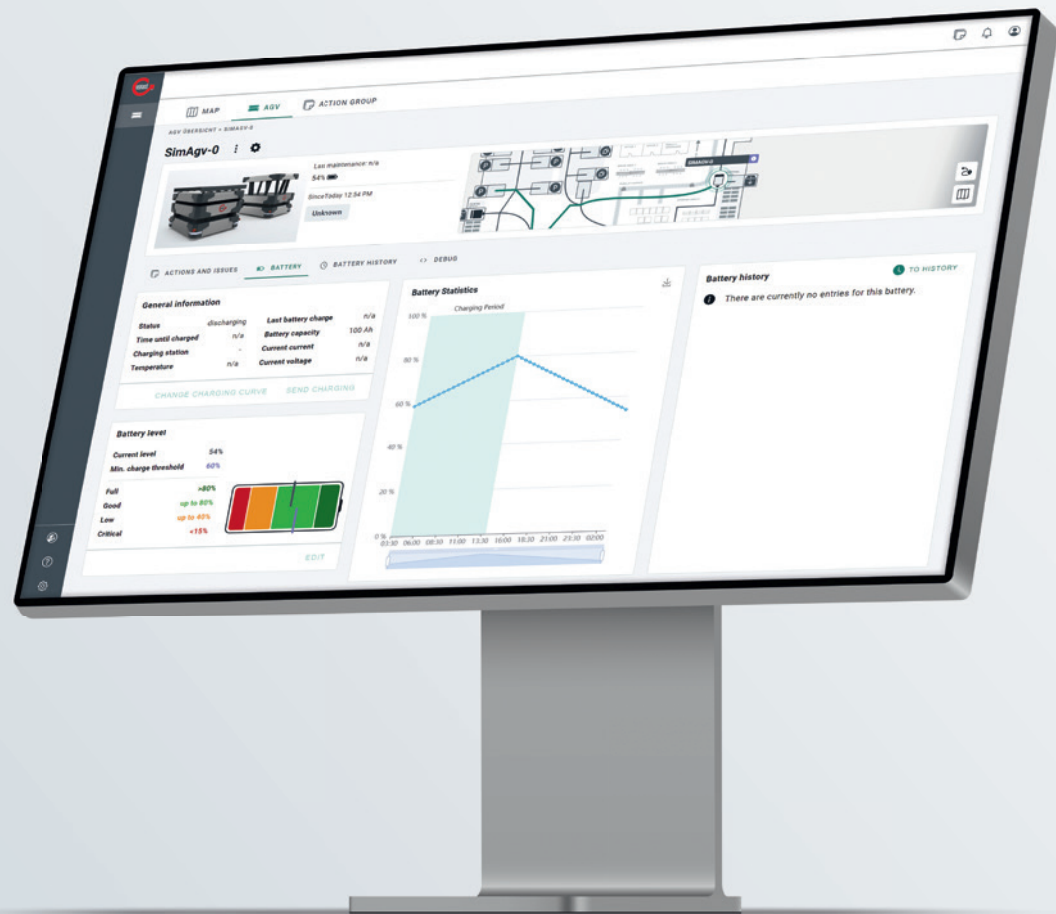 MAP
AGV
ACTION GROUP
AGV ÜBERSICHT > SIMAGV-0
SimAgv-0
Las maintenance: n/a
54%
SinceToday 12:54 PM
Unknown
SIMAGV-0
ACTIONS AND ISSUES
BATTERY
BATTERY HISTORY
DEBUG
General information
Status discharging
Time until charged n/a
Charging station -
Temperature n/a
Last battery charge n/a
Battery capacity 100 Ah
Current current n/a
Current voltage n/a
CHANGE CHARGING CURVE
SEND CHARGING
Battery level
Current level 54%
Min. charge threshold 60%
Full >80%
Good up to 80%
Low up to 40%
Critical <15%
EDIT
Battery Statistics
Charging Period
100 %
80 %
60 %
40 %
20 %
0 %
03:30 06:00 08:30 11:00 13:30 16:00 18:30 21:00 23:30 02:00
Battery history
TO HISTORY
There are currently no entries for this battery.